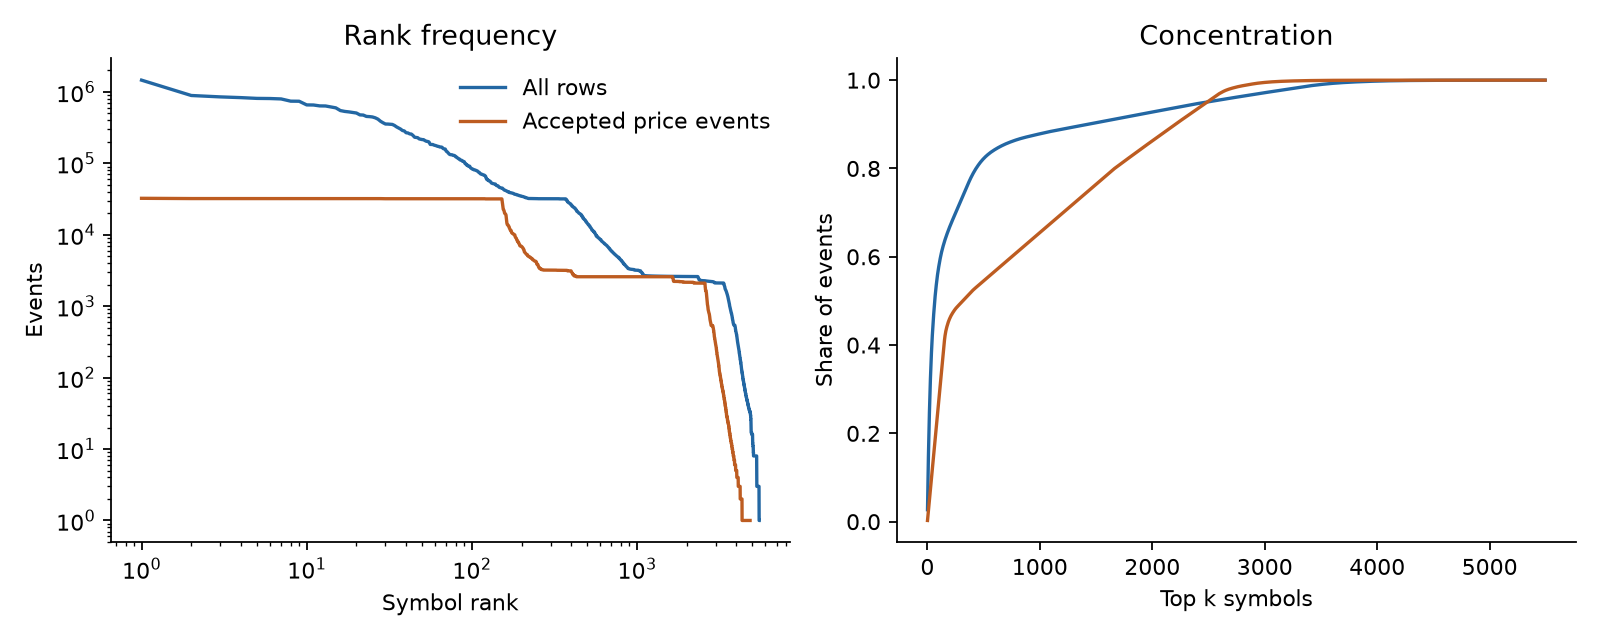 Rank frequency
All rows
Accepted price events
10^6
10^5
10^4
10^3
10^2
10^1
10^0
Events
10^0 10^1 10^2 10^3
Symbol rank
Concentration
1.0
0.8
0.6
0.4
0.2
0.0
Share of events
0 1000 2000 3000 4000 5000
Top k symbols